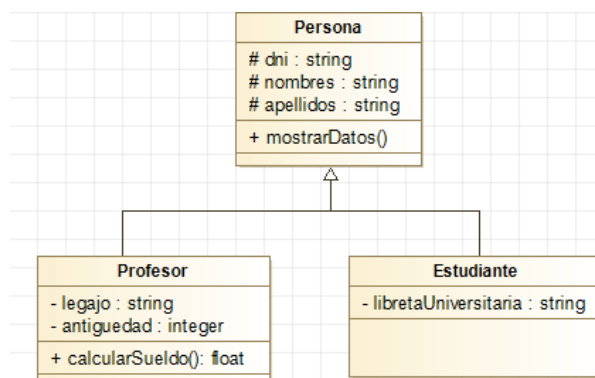 Persona
# dni : string
# nombres : string
# apellidos : string
+ mostrarDatos()
Profesor
- legajo : string
- antiguedad : integer
+ calcularSueldo(): float
Estudiante
- libretaUniversitaria : string